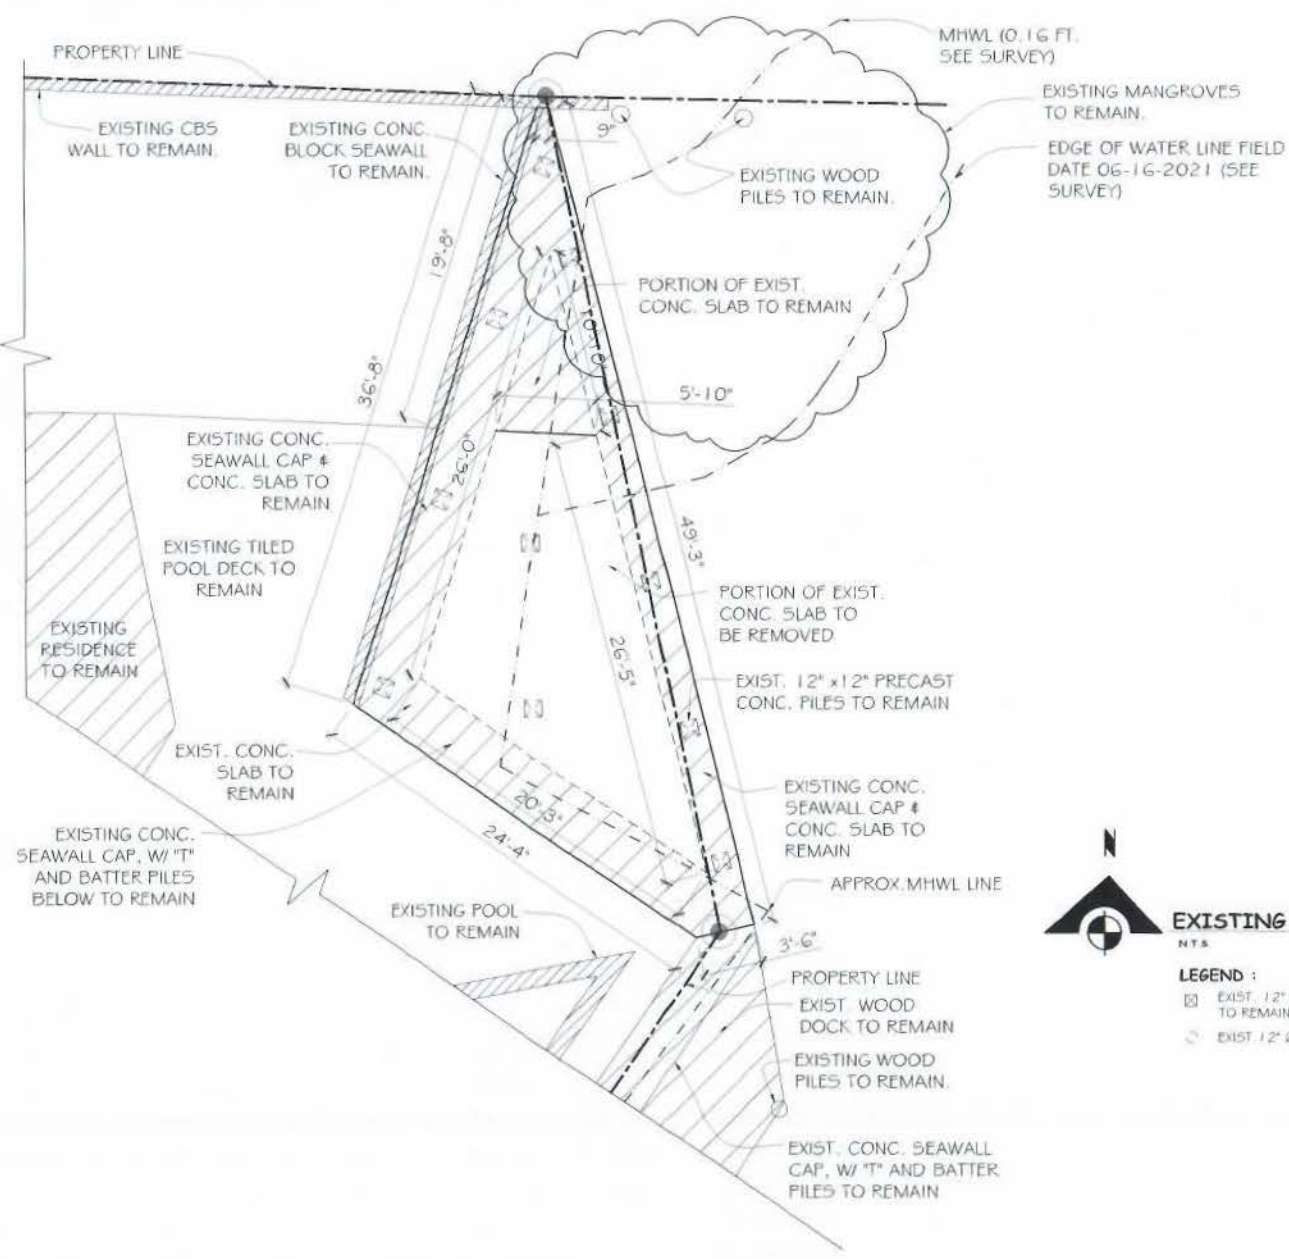 PROPERTY LINE
MHWL (0.16 FT.
SEE SURVEY)
EXISTING MANGROVES
TO REMAIN.
EXISTING CBS
WALL TO REMAIN.
EXISTING CONC.
BLOCK SEAWALL
TO REMAIN.
9"
EDGE OF WATER LINE FIELD
DATE 06-16-2021 (SEE
SURVEY)
EXISTING WOOD
PILES TO REMAIN.
19'-8"
PORTION OF EXIST.
CONC. SLAB TO REMAIN
10'-10"
36'-8"
5'-10"
EXISTING CONC.
SEAWALL CAP &
CONC. SLAB TO
REMAIN
26'-0"
49'-3"
EXISTING TILED
POOL DECK TO
REMAIN
PORTION OF EXIST.
CONC. SLAB TO
BE REMOVED
EXISTING
RESIDENCE
TO REMAIN
26'-5"
EXIST. 12" x12" PRECAST
CONC. PILES TO REMAIN
EXIST. CONC.
SLAB TO
REMAIN
EXISTING CONC.
SEAWALL CAP &
CONC. SLAB TO
REMAIN
20'-3"
24'-4"
EXISTING CONC.
SEAWALL CAP, W/ "T"
AND BATTER PILES
BELOW TO REMAIN
N
APPROX.MHWL LINE
EXISTING POOL
TO REMAIN
3'-6"
EXISTING
NTS
PROPERTY LINE
EXIST. WOOD
DOCK TO REMAIN
LEGEND :
EXIST. 12"
TO REMAIN
EXIST. 12"
EXISTING WOOD
PILES TO REMAIN.
EXIST. CONC. SEAWALL
CAP, W/ "T" AND BATTER
PILES TO REMAIN